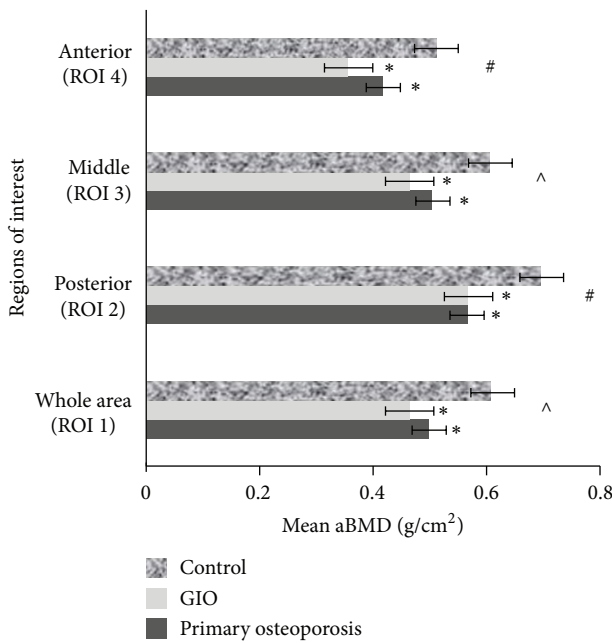 Regions of interest
Anterior
(ROI 4)
*
*
#
Middle
(ROI 3)
*
*
^
Posterior
(ROI 2)
*
*
#
Whole area
(ROI 1)
*
*
^
0 0.2 0.4 0.6 0.8
Mean aBMD (g/cm²)
Control
GIO
Primary osteoporosis